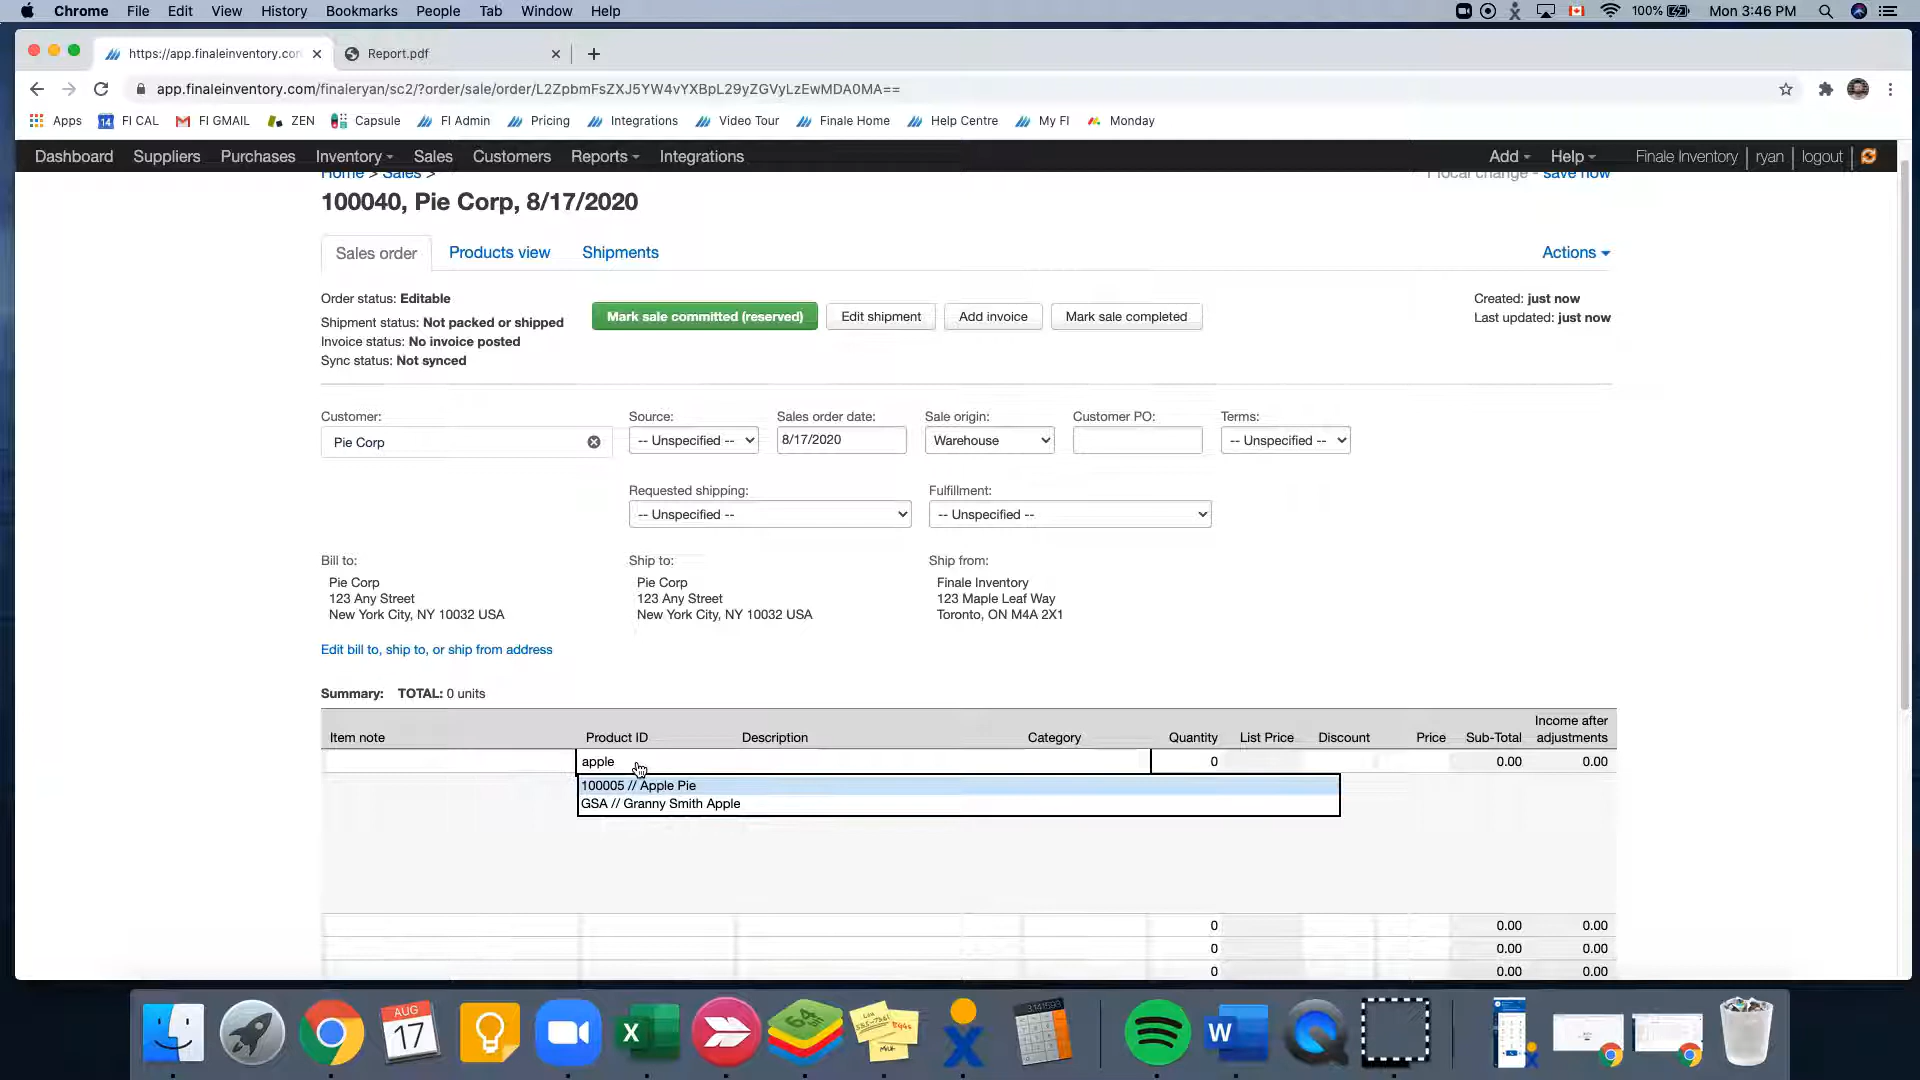 Chrome File Edit View History Bookmarks People Tab Window Help 100% Mon 3:46 PM
https://app.finaleinventory.com Report.pdf
app.finaleinventory.com/finaleryan/sc2/?order/sale/order/L2ZpbmFsZXJ5YW4vYXBpL29yZGVyLzEwMDA0MA==
Apps 14 FI CAL FI GMAIL ZEN Capsule FI Admin Pricing Integrations Video Tour Finale Home Help Centre My FI Monday
Dashboard Suppliers Purchases Inventory Sales Customers Reports Integrations Add Help Finale Inventory ryan logout
Home > Sales > 1 local change - save now
100040, Pie Corp, 8/17/2020
Sales order Products view Shipments Actions
Order status: Editable
Shipment status: Not packed or shipped
Invoice status: No invoice posted
Sync status: Not synced
Mark sale committed (reserved) Edit shipment Add invoice Mark sale completed
Created: just now
Last updated: just now
Customer: Source: Sales order date: Sale origin: Customer PO: Terms:
Pie Corp -- Unspecified -- 8/17/2020 Warehouse -- Unspecified --
Requested shipping: Fulfillment:
-- Unspecified -- -- Unspecified --
Bill to:
Pie Corp
123 Any Street
New York City, NY 10032 USA
Ship to:
Pie Corp
123 Any Street
New York City, NY 10032 USA
Ship from:
Finale Inventory
123 Maple Leaf Way
Toronto, ON M4A 2X1
Edit bill to, ship to, or ship from address
Summary: TOTAL: 0 units
Item note Product ID Description Category Quantity List Price Discount Price Sub-Total Income after adjustments
apple 0 0.00 0.00
100005 // Apple Pie
GSA // Granny Smith Apple
0 0.00 0.00
0 0.00 0.00
0 0.00 0.00
AUG
17
X
64
W